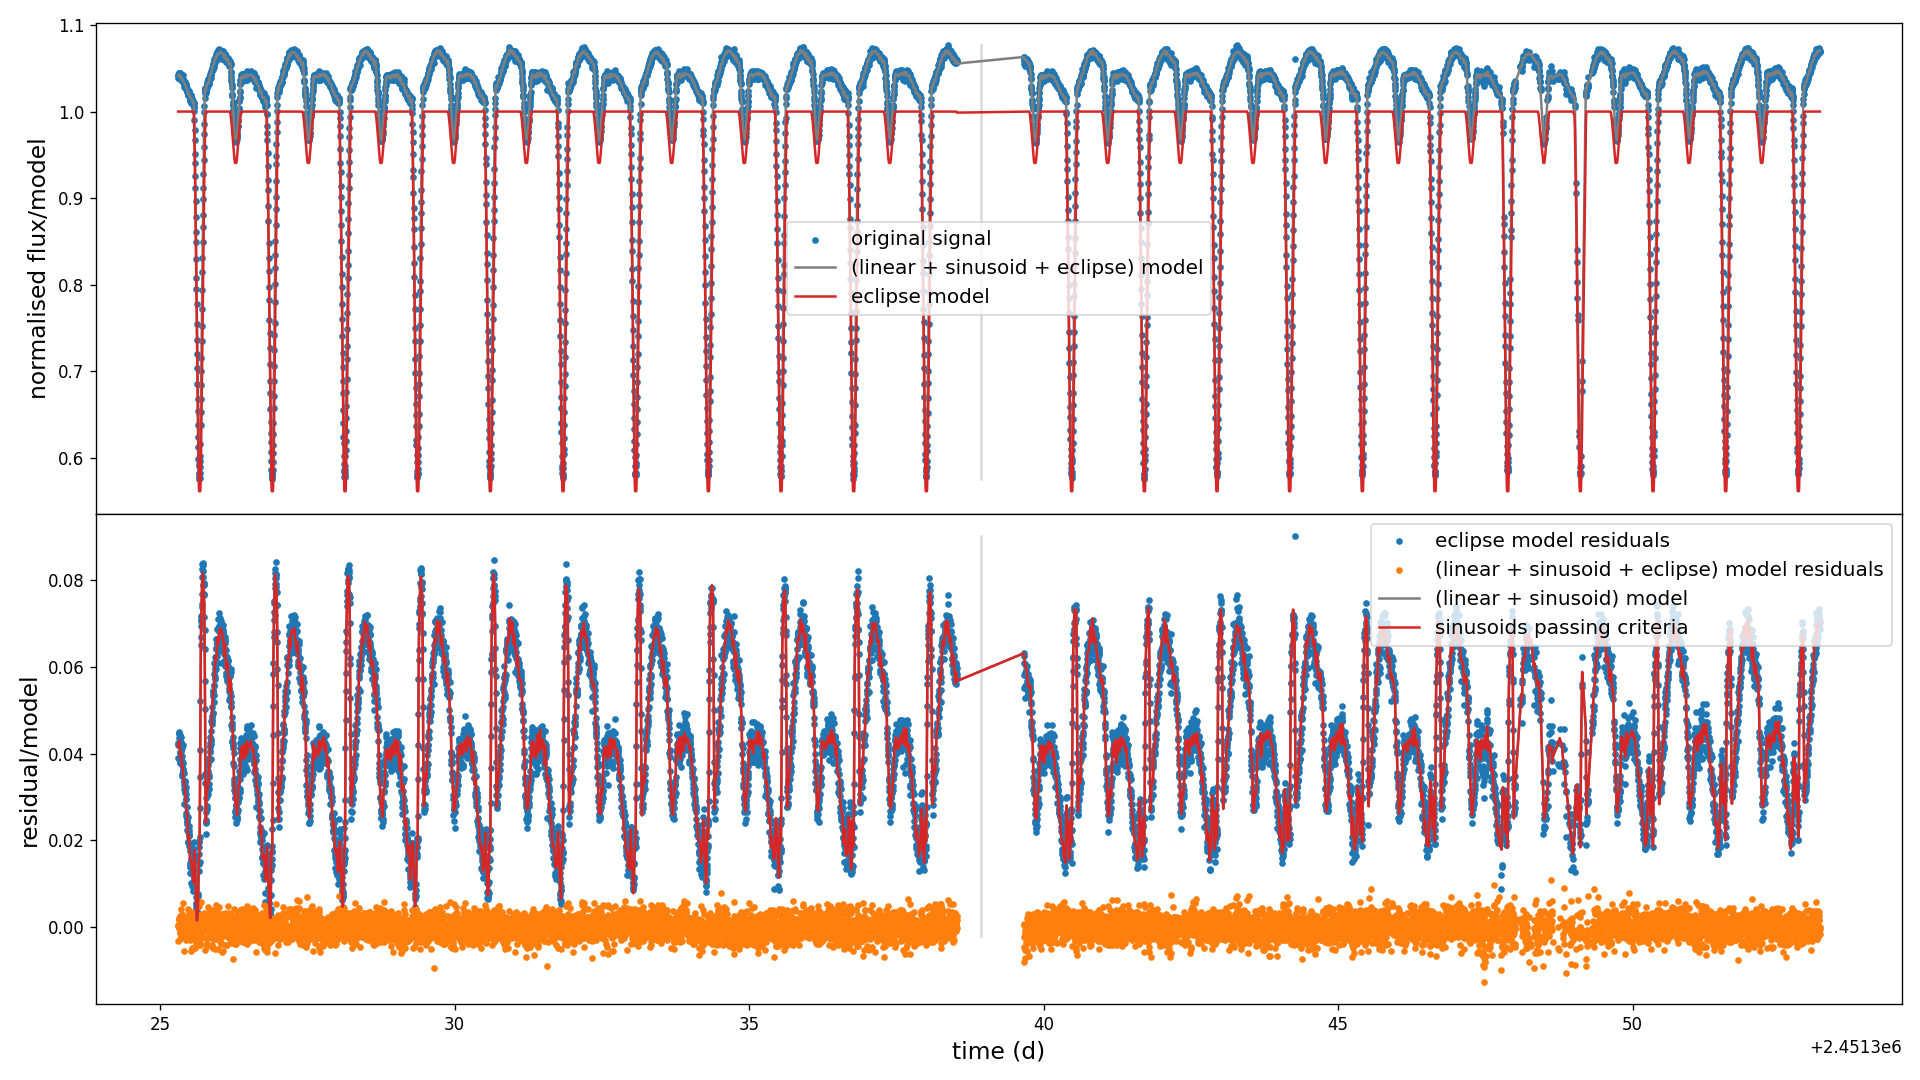 normalised flux/model
1.1
1.0
0.9
0.8
0.7
0.6
original signal
(linear + sinusoid + eclipse) model
eclipse model
residual/model
0.08
0.06
0.04
0.02
0.00
eclipse model residuals
(linear + sinusoid + eclipse) model residuals
(linear + sinusoid) model
sinusoids passing criteria
25
30
35
40
45
50
time (d)
+2.4513e6